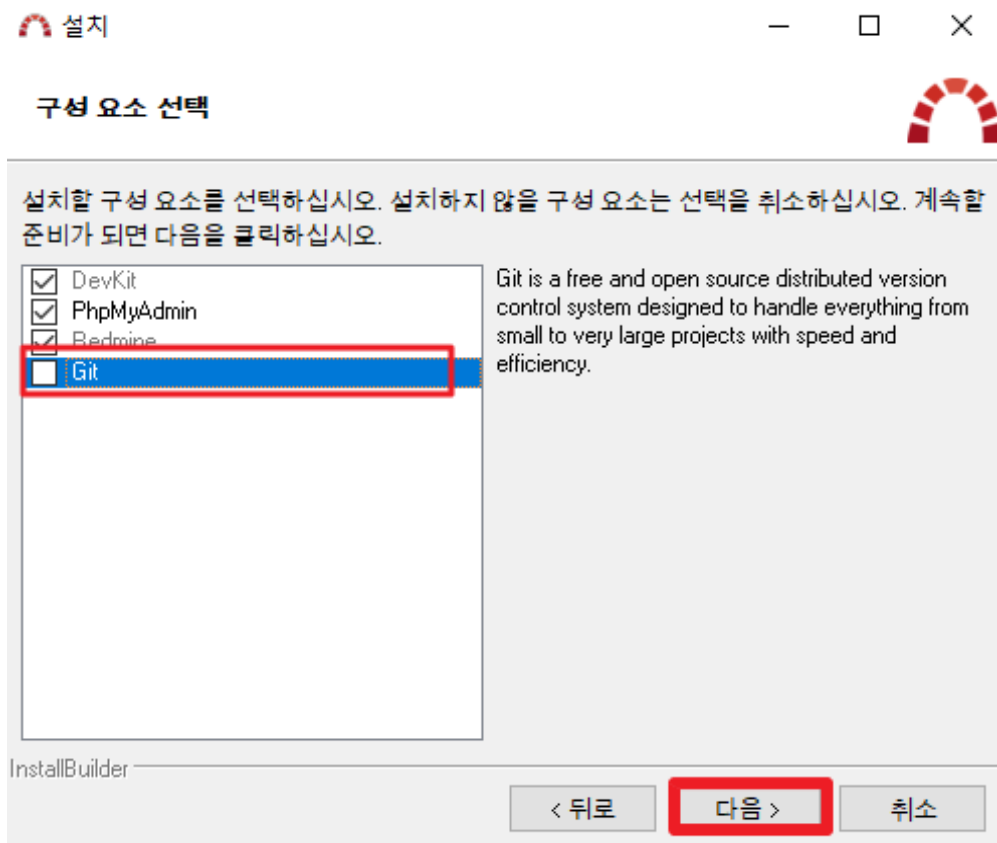 설치
구성 요소 선택
설치할 구성 요소를 선택하십시오. 설치하지 않을 구성 요소는 선택을 취소하십시오. 계속할
준비가 되면 다음을 클릭하십시오.
DevKit
PhpMyAdmin
Redmine
Git
Git is a free and open source distributed version
control system designed to handle everything from
small to very large projects with speed and
efficiency.
InstallBuilder
< 뒤로
다음 >
취소